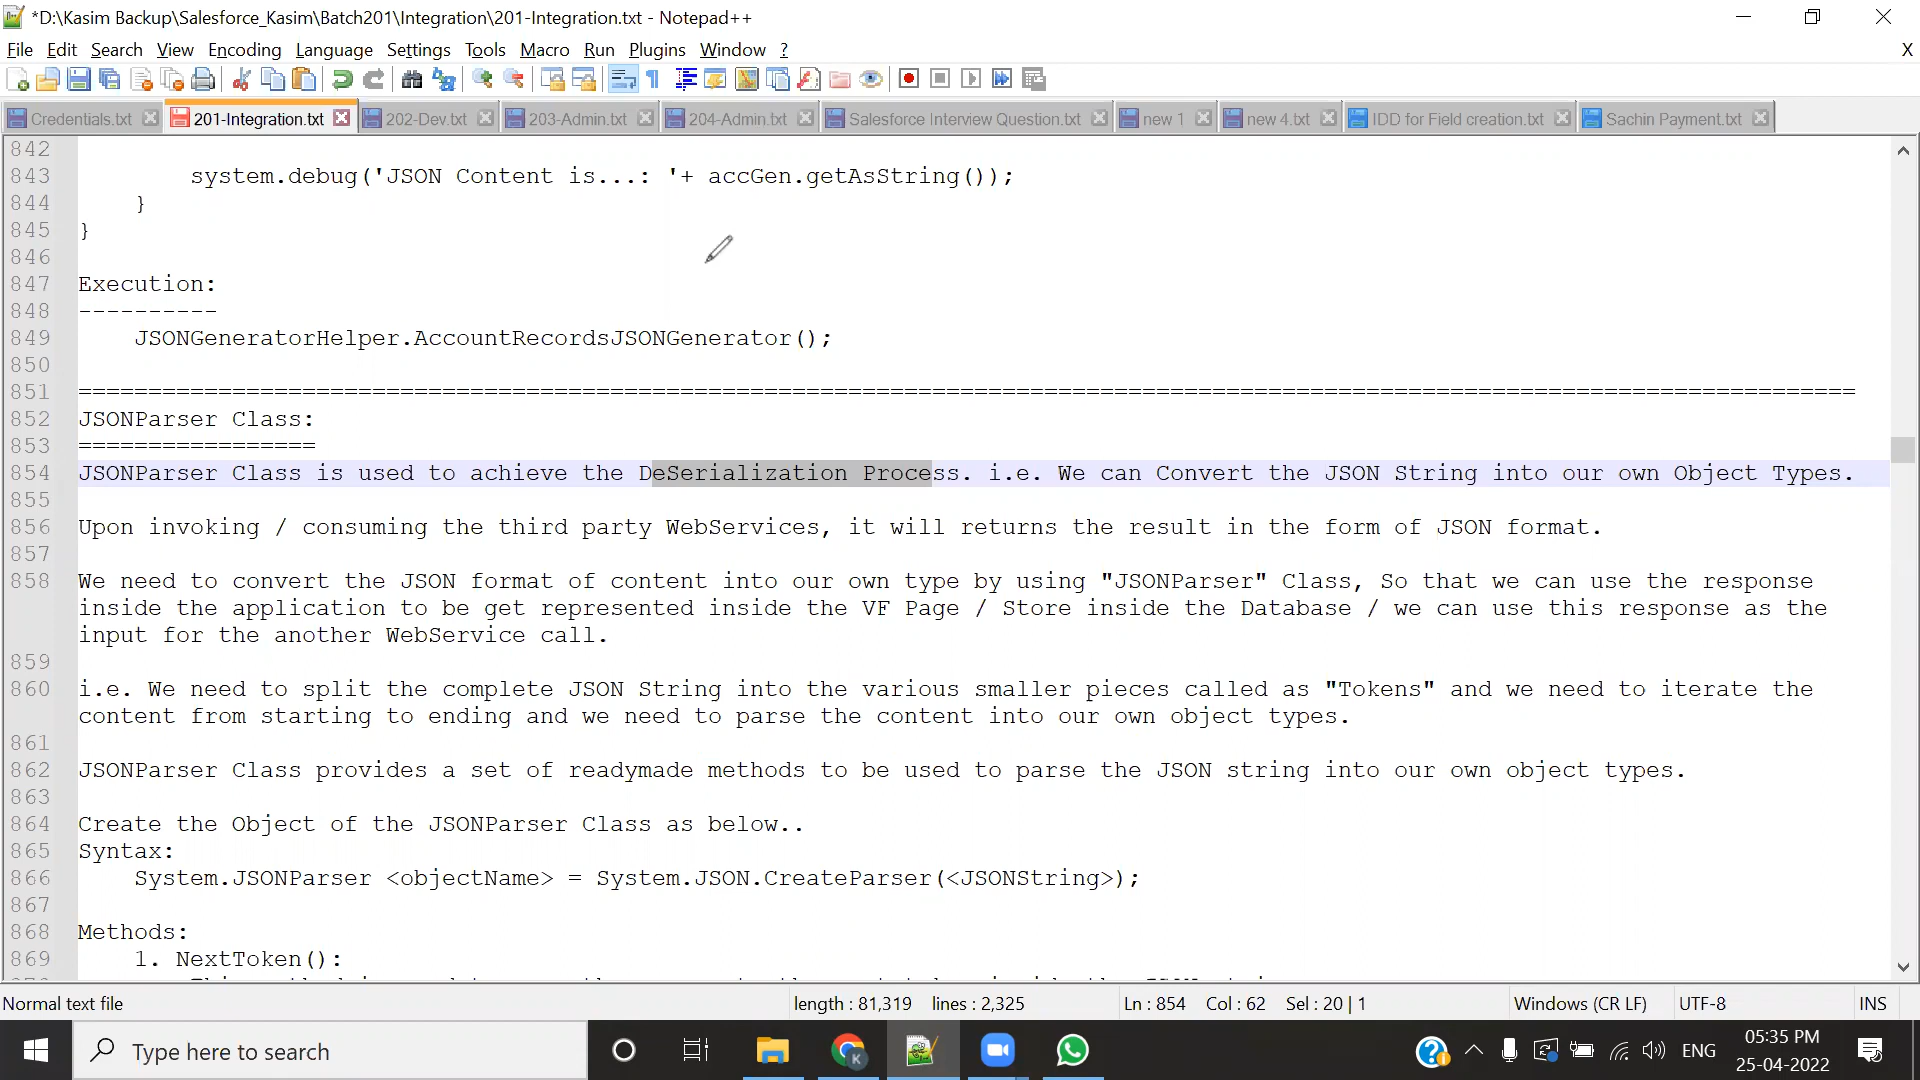 *D:\Kasim Backup\Salesforce_Kasim\Batch201\Integration\201-Integration.txt - Notepad++
File Edit Search View Encoding Language Settings Tools Macro Run Plugins Window ? X
Credentials.txt 201-Integration.txt 202-Dev.txt 203-Admin.txt 204-Admin.txt Salesforce Interview Question.txt new 1 new 4.txt IDD for Field creation.txt Sachin Payment.txt
842
843 system.debug('JSON Content is...: '+ accGen.getAsString());
844 }
845 }
846
847 Execution:
848 ----------
849 JSONGeneratorHelper.AccountRecordsJSONGenerator();
850
851 ===============================================================================================================================
852 JSONParser Class:
853 =================
854 JSONParser Class is used to achieve the DeSerialization Process. i.e. We can Convert the JSON String into our own Object Types.
855
856 Upon invoking / consuming the third party WebServices, it will returns the result in the form of JSON format.
857
858 We need to convert the JSON format of content into our own type by using "JSONParser" Class, So that we can use the response
inside the application to be get represented inside the VF Page / Store inside the Database / we can use this response as the
input for the another WebService call.
859
860 i.e. We need to split the complete JSON String into the various smaller pieces called as "Tokens" and we need to iterate the
content from starting to ending and we need to parse the content into our own object types.
861
862 JSONParser Class provides a set of readymade methods to be used to parse the JSON string into our own object types.
863
864 Create the Object of the JSONParser Class as below..
865 Syntax:
866 System.JSONParser <objectName> = System.JSON.CreateParser(<JSONString>);
867
868 Methods:
869 1. NextToken():
Normal text file length : 81,319 lines : 2,325 Ln : 854 Col : 62 Sel : 20 | 1 Windows (CR LF) UTF-8 INS
Type here to search K ENG 05:35 PM
25-04-2022